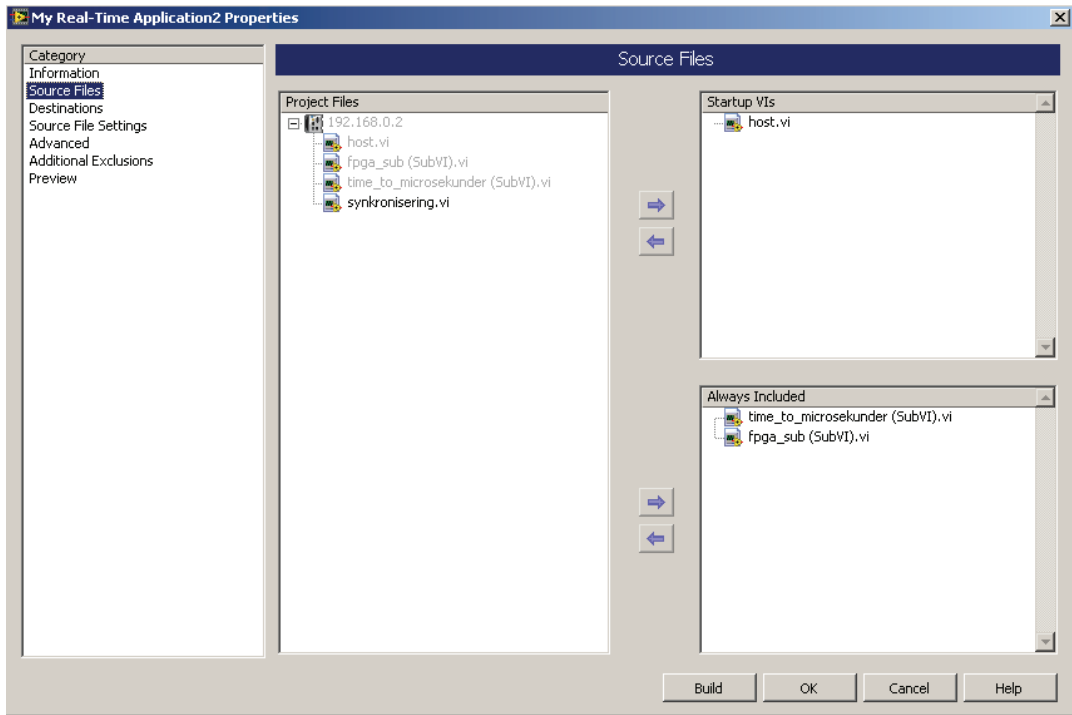 My Real-Time Application2 Properties
Category
Information
Source Files
Destinations
Source File Settings
Advanced
Additional Exclusions
Preview
Source Files
Project Files
192.168.0.2
host.vi
fpga_sub (SubVI).vi
time_to_microsekunder (SubVI).vi
synkronisering.vi
Startup VIs
host.vi
Always Included
time_to_microsekunder (SubVI).vi
fpga_sub (SubVI).vi
Build
OK
Cancel
Help